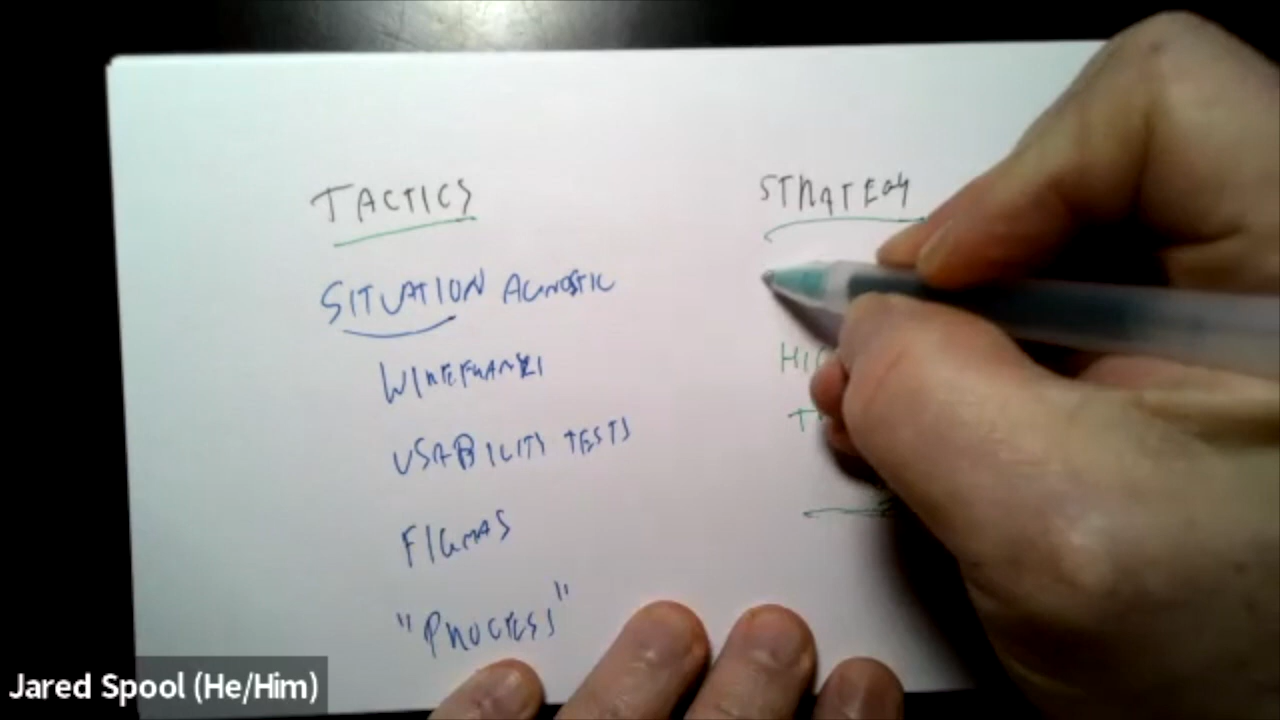 TACTICS
STRATEGY
SITUATION AGNOSTIC
WIREFRAMES
USABILITY TESTS
FIGMAS
"PROCESS"
Jared Spool (He/Him)